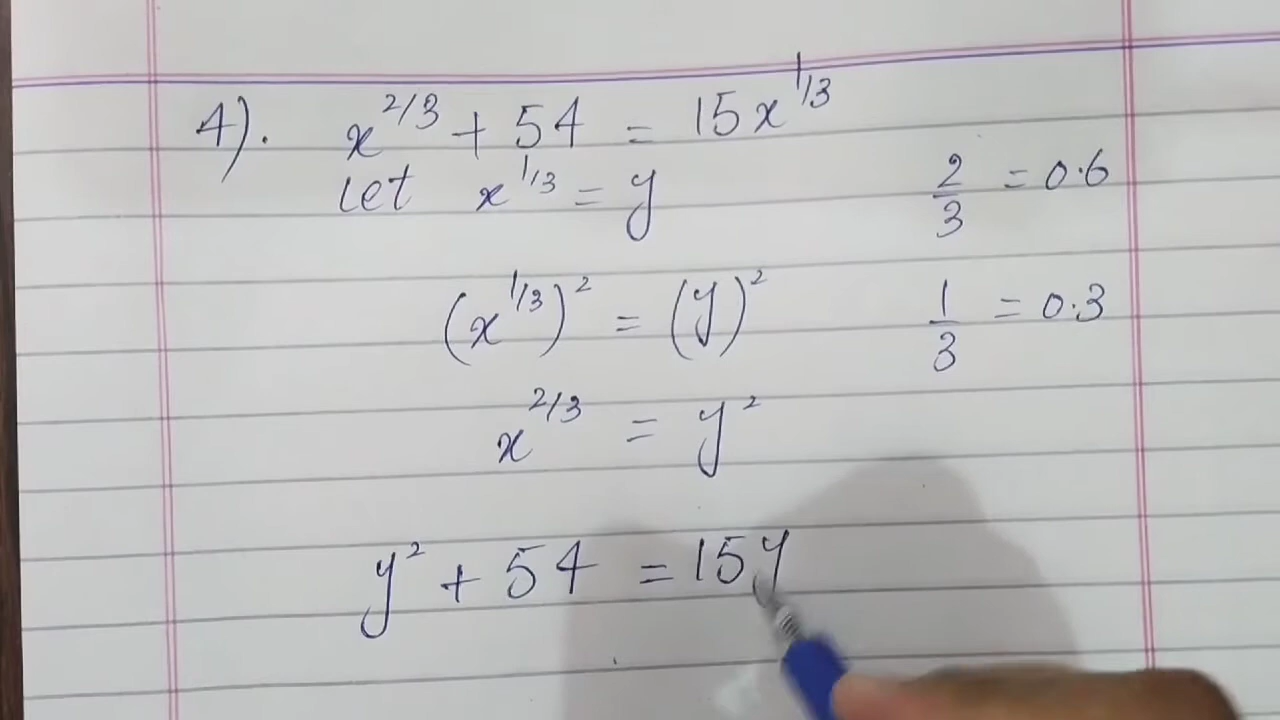 4). x^2/3 + 54 = 15x^1/3
Let x^1/3 = y
2/3 = 0.6
(x^1/3)^2 = (y)^2
1/3 = 0.3
x^2/3 = y^2
y^2 + 54 = 15y